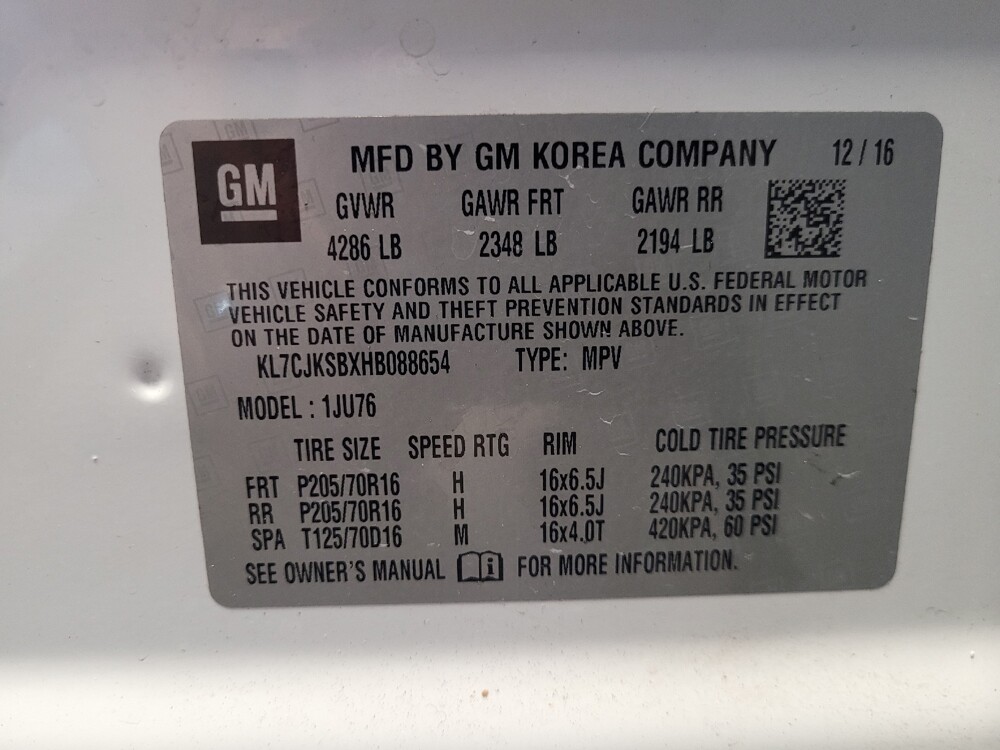 GM
MFD BY GM KOREA COMPANY 12 / 16
GVWR GAWR FRT GAWR RR
4286 LB 2348 LB 2194 LB
THIS VEHICLE CONFORMS TO ALL APPLICABLE U.S. FEDERAL MOTOR
VEHICLE SAFETY AND THEFT PREVENTION STANDARDS IN EFFECT
ON THE DATE OF MANUFACTURE SHOWN ABOVE.
KL7CJKSBXHB088654 TYPE: MPV
MODEL : 1JU76
TIRE SIZE SPEED RTG RIM COLD TIRE PRESSURE
FRT P205/70R16 H 16x6.5J 240KPA, 35 PSI
RR P205/70R16 H 16x6.5J 240KPA, 35 PSI
SPA T125/70D16 M 16x4.0T 420KPA, 60 PSI
SEE OWNER'S MANUAL i FOR MORE INFORMATION.